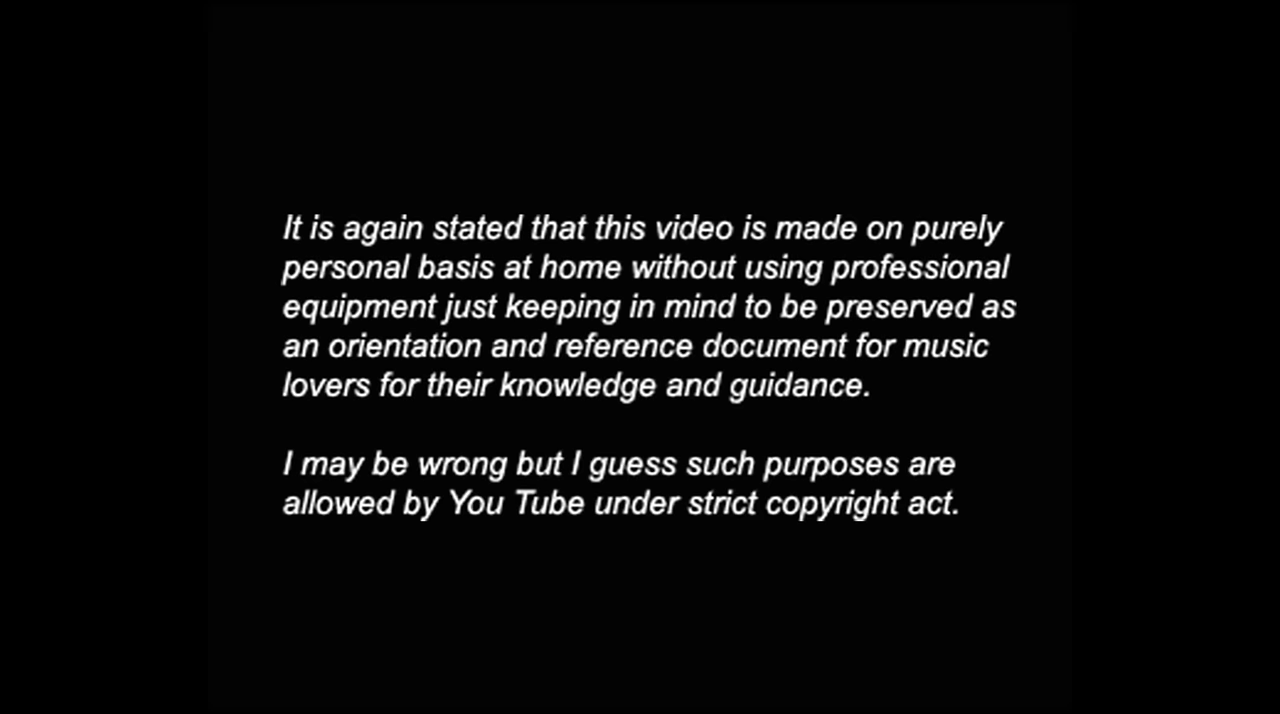 It is again stated that this video is made on purely
personal basis at home without using professional
equipment just keeping in mind to be preserved as
an orientation and reference document for music
lovers for their knowledge and guidance.
I may be wrong but I guess such purposes are
allowed by You Tube under strict copyright act.